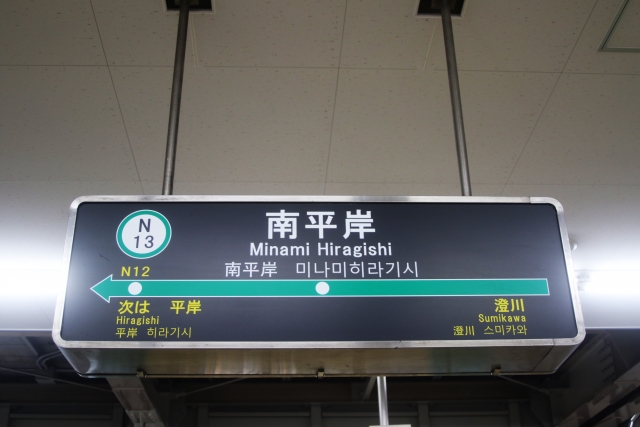 N
13
南平岸
Minami Hiragishi
南平岸 미나미히라기시
N12
次は 平岸
Hiragishi
平岸 히라기시
澄川
Sumikawa
澄川 스미카와